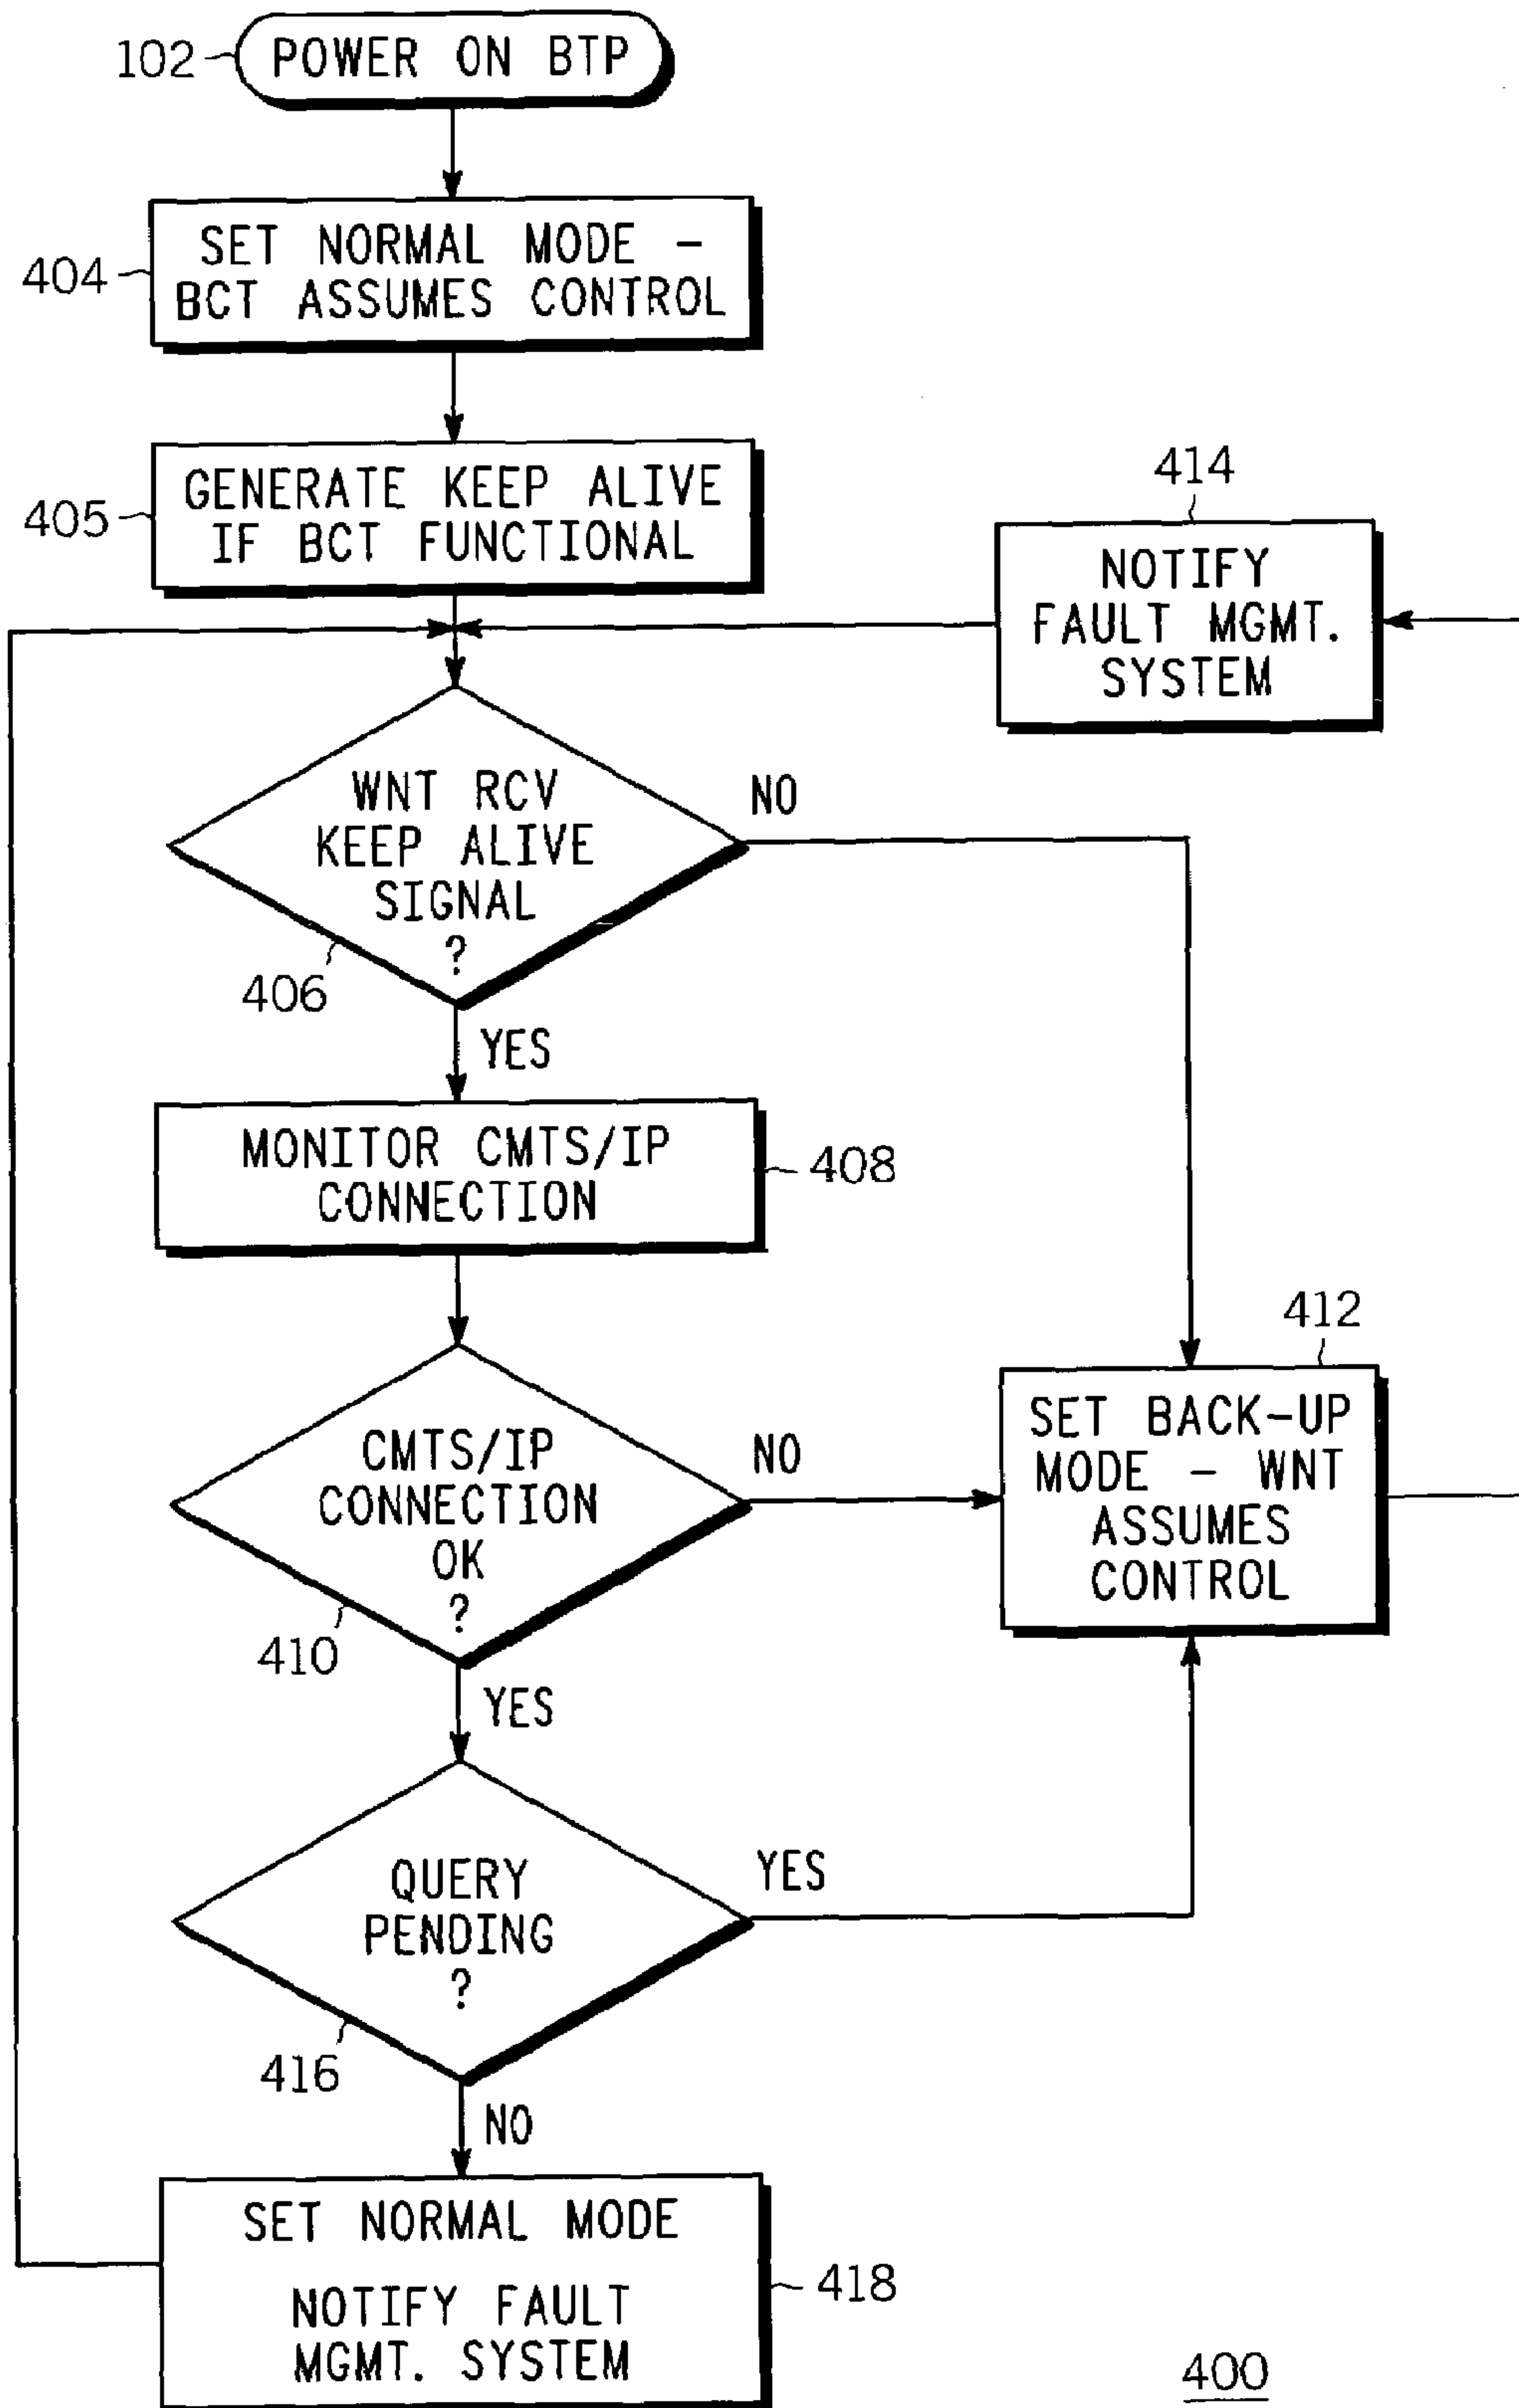 102
POWER ON BTP
404
SET NORMAL MODE -
BCT ASSUMES CONTROL
405
GENERATE KEEP ALIVE
IF BCT FUNCTIONAL
414
NOTIFY
FAULT MGMT.
SYSTEM
WNT RCV
KEEP ALIVE
SIGNAL
?
NO
406
YES
MONITOR CMTS/IP
CONNECTION
408
412
SET BACK-UP
MODE - WNT
ASSUMES
CONTROL
CMTS/IP
CONNECTION
OK
?
NO
410
YES
QUERY
PENDING
?
YES
416
NO
SET NORMAL MODE
NOTIFY FAULT
MGMT. SYSTEM
418
400